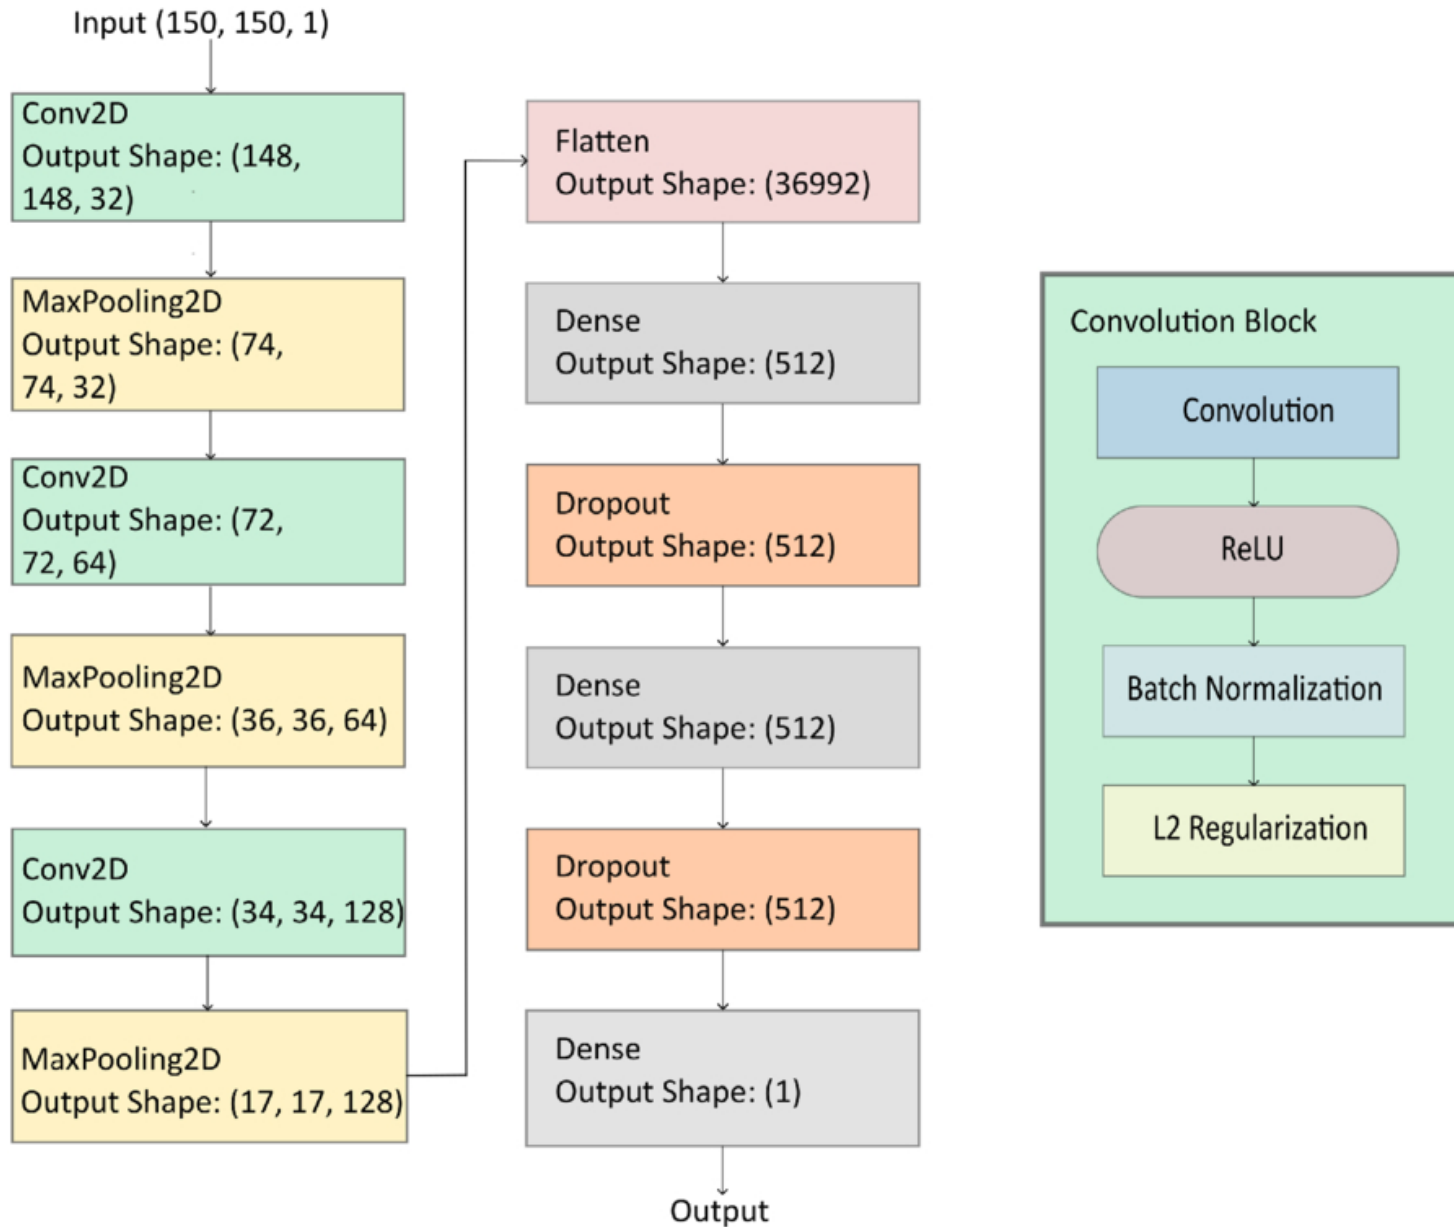 Input (150, 150, 1)
Conv2D
Output Shape: (148,
148, 32)
MaxPooling2D
Output Shape: (74,
74, 32)
Conv2D
Output Shape: (72,
72, 64)
MaxPooling2D
Output Shape: (36, 36, 64)
Conv2D
Output Shape: (34, 34, 128)
MaxPooling2D
Output Shape: (17, 17, 128)
Flatten
Output Shape: (36992)
Dense
Output Shape: (512)
Dropout
Output Shape: (512)
Dense
Output Shape: (512)
Dropout
Output Shape: (512)
Dense
Output Shape: (1)
Output
Convolution Block
Convolution
ReLU
Batch Normalization
L2 Regularization